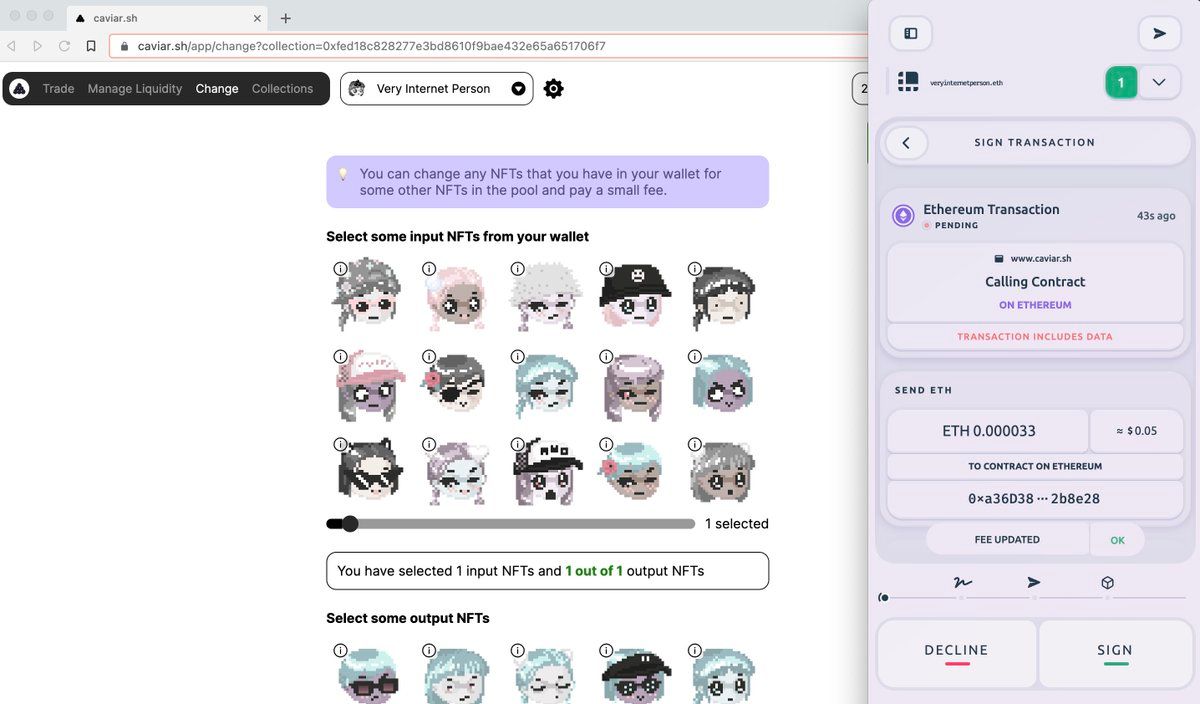 caviar.sh
caviar.sh/app/change?collection=0xfed18c828277e3bd8610f9bae432e65a651706f7
Trade Manage Liquidity Change Collections
Very Internet Person
2
You can change any NFTs that you have in your wallet for
some other NFTs in the pool and pay a small fee.
Select some input NFTs from your wallet
1 selected
You have selected 1 input NFTs and 1 out of 1 output NFTs
Select some output NFTs
veryinternetperson.eth
1
SIGN TRANSACTION
Ethereum Transaction
43s ago
PENDING
www.caviar.sh
Calling Contract
ON ETHEREUM
TRANSACTION INCLUDES DATA
SEND ETH
ETH 0.000033
≈ $0.05
TO CONTRACT ON ETHEREUM
0×a36D38 ··· 2b8e28
FEE UPDATED
OK
DECLINE
SIGN